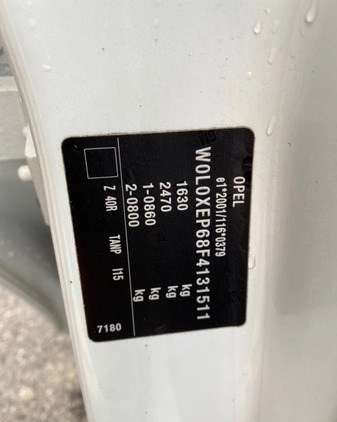 OPEL
e1*2001/116*0379
W0L0XEP68F4131511
1630 kg
2470 kg
1-0860 kg
2-0800 kg
Z 40R TANP I15
7180